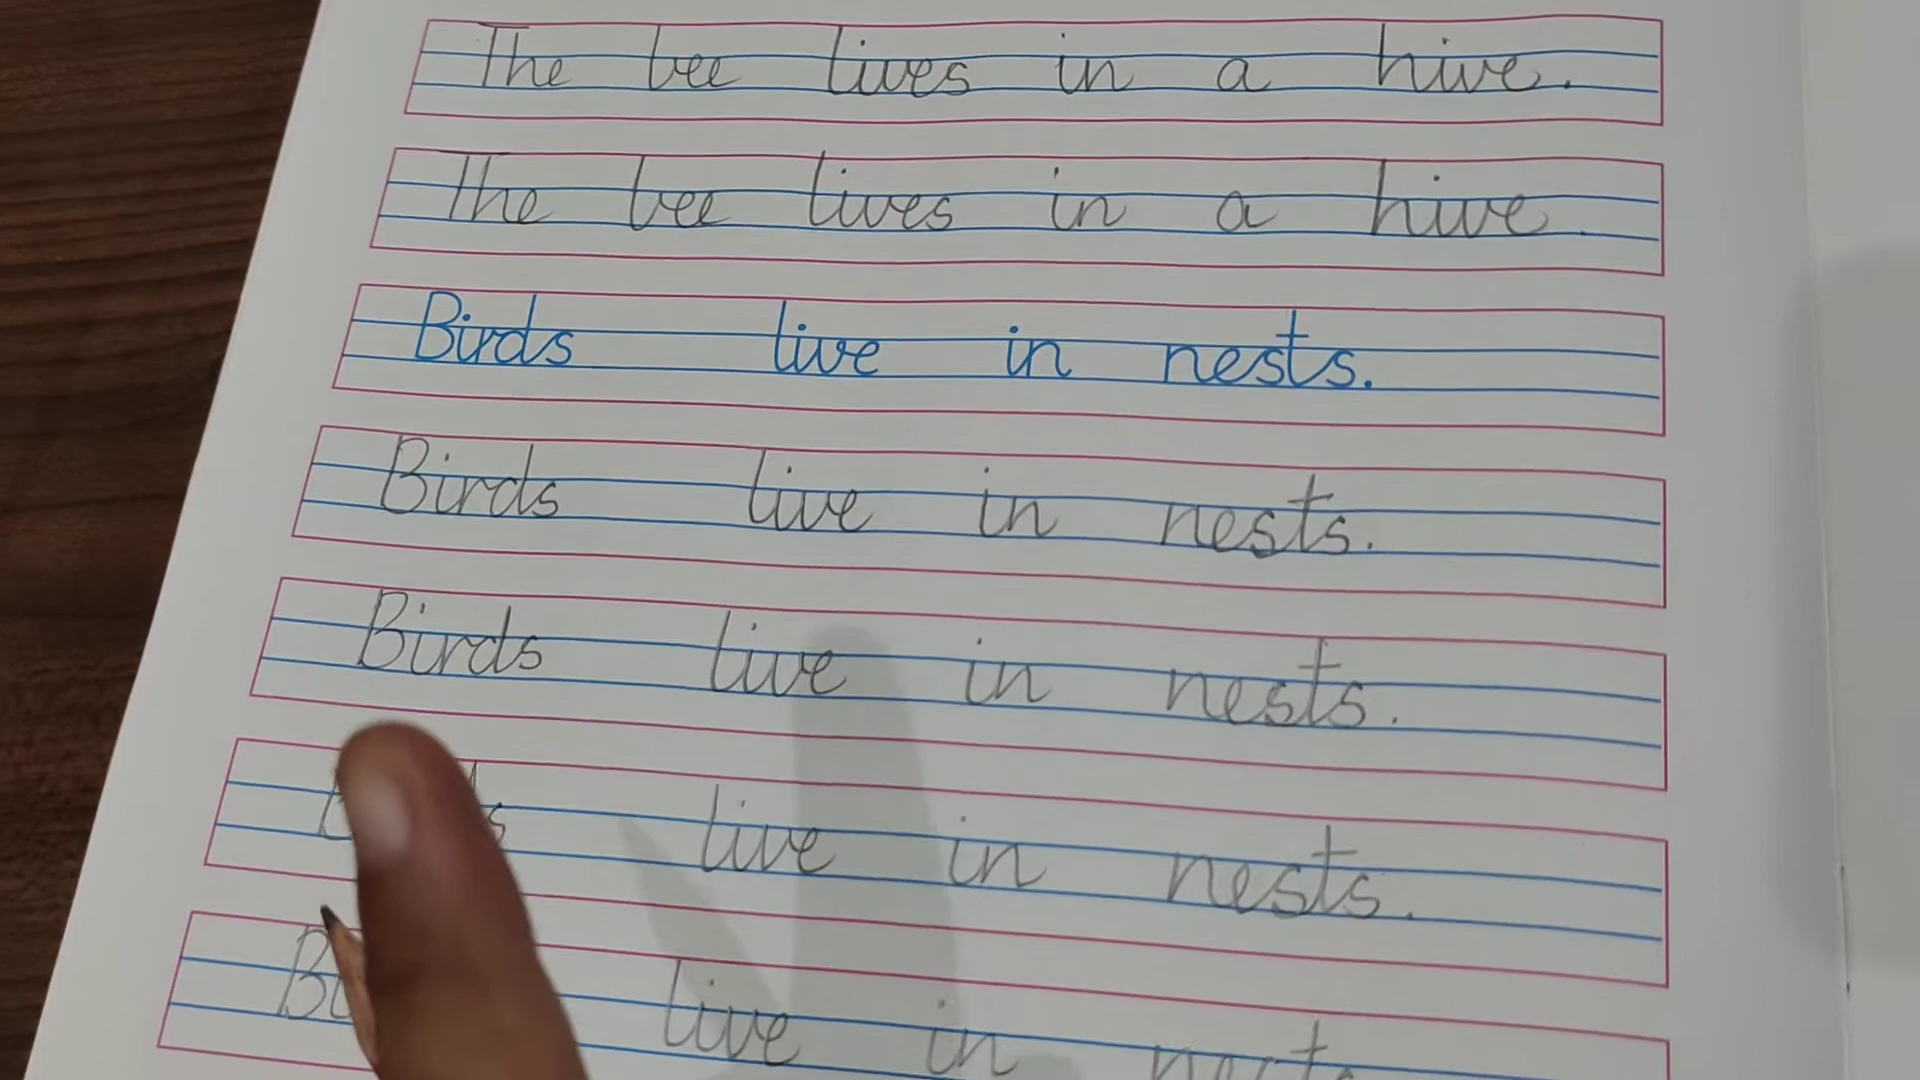 The bee lives in a hive.
The bee lives in a hive.
Birds live in nests.
Birds live in nests.
Birds live in nests.
live in nests.
live in